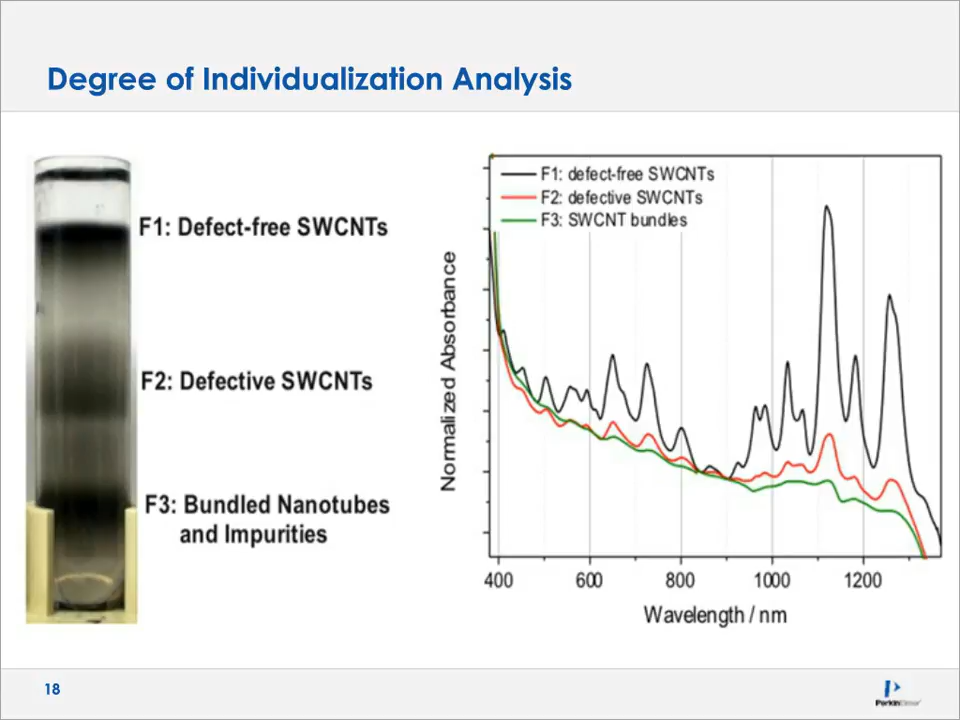 Degree of Individualization Analysis
F1: Defect-free SWCNTs
F2: Defective SWCNTs
F3: Bundled Nanotubes
and Impurities
F1: defect-free SWCNTs
F2: defective SWCNTs
F3: SWCNT bundles
Normalized Absorbance
400 600 800 1000 1200
Wavelength / nm
18
PerkinElmer